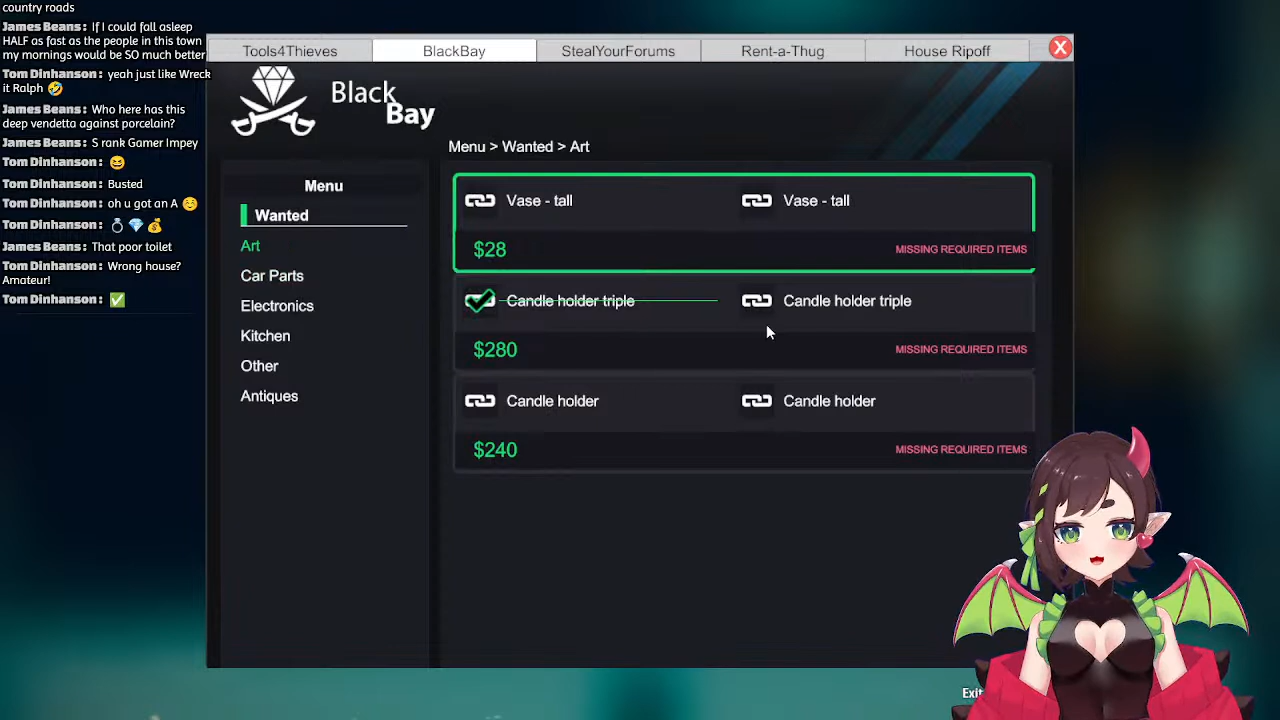 country roads
James Beans: If I could fall asleep
HALF as fast as the people in this town
my mornings would be SO much better
Tom Dinhanson: yeah just like Wreck
it Ralph 🤣
James Beans: Who here has this
deep vendetta against porcelain?
James Beans: S rank Gamer Impey
Tom Dinhanson: 😆
Tom Dinhanson: Busted
Tom Dinhanson: oh u got an A ☺️
Tom Dinhanson: 💍 💎 💰
James Beans: That poor toilet
Tom Dinhanson: Wrong house?
Amateur!
Tom Dinhanson: ✅
Tools4Thieves
BlackBay
StealYourForums
Rent-a-Thug
House Ripoff
Black
Bay
Menu > Wanted > Art
Menu
Wanted
Art
Car Parts
Electronics
Kitchen
Other
Antiques
Vase - tall
Vase - tall
$28
MISSING REQUIRED ITEMS
Candle holder triple
Candle holder triple
$280
MISSING REQUIRED ITEMS
Candle holder
Candle holder
$240
MISSING REQUIRED ITEMS
Exit